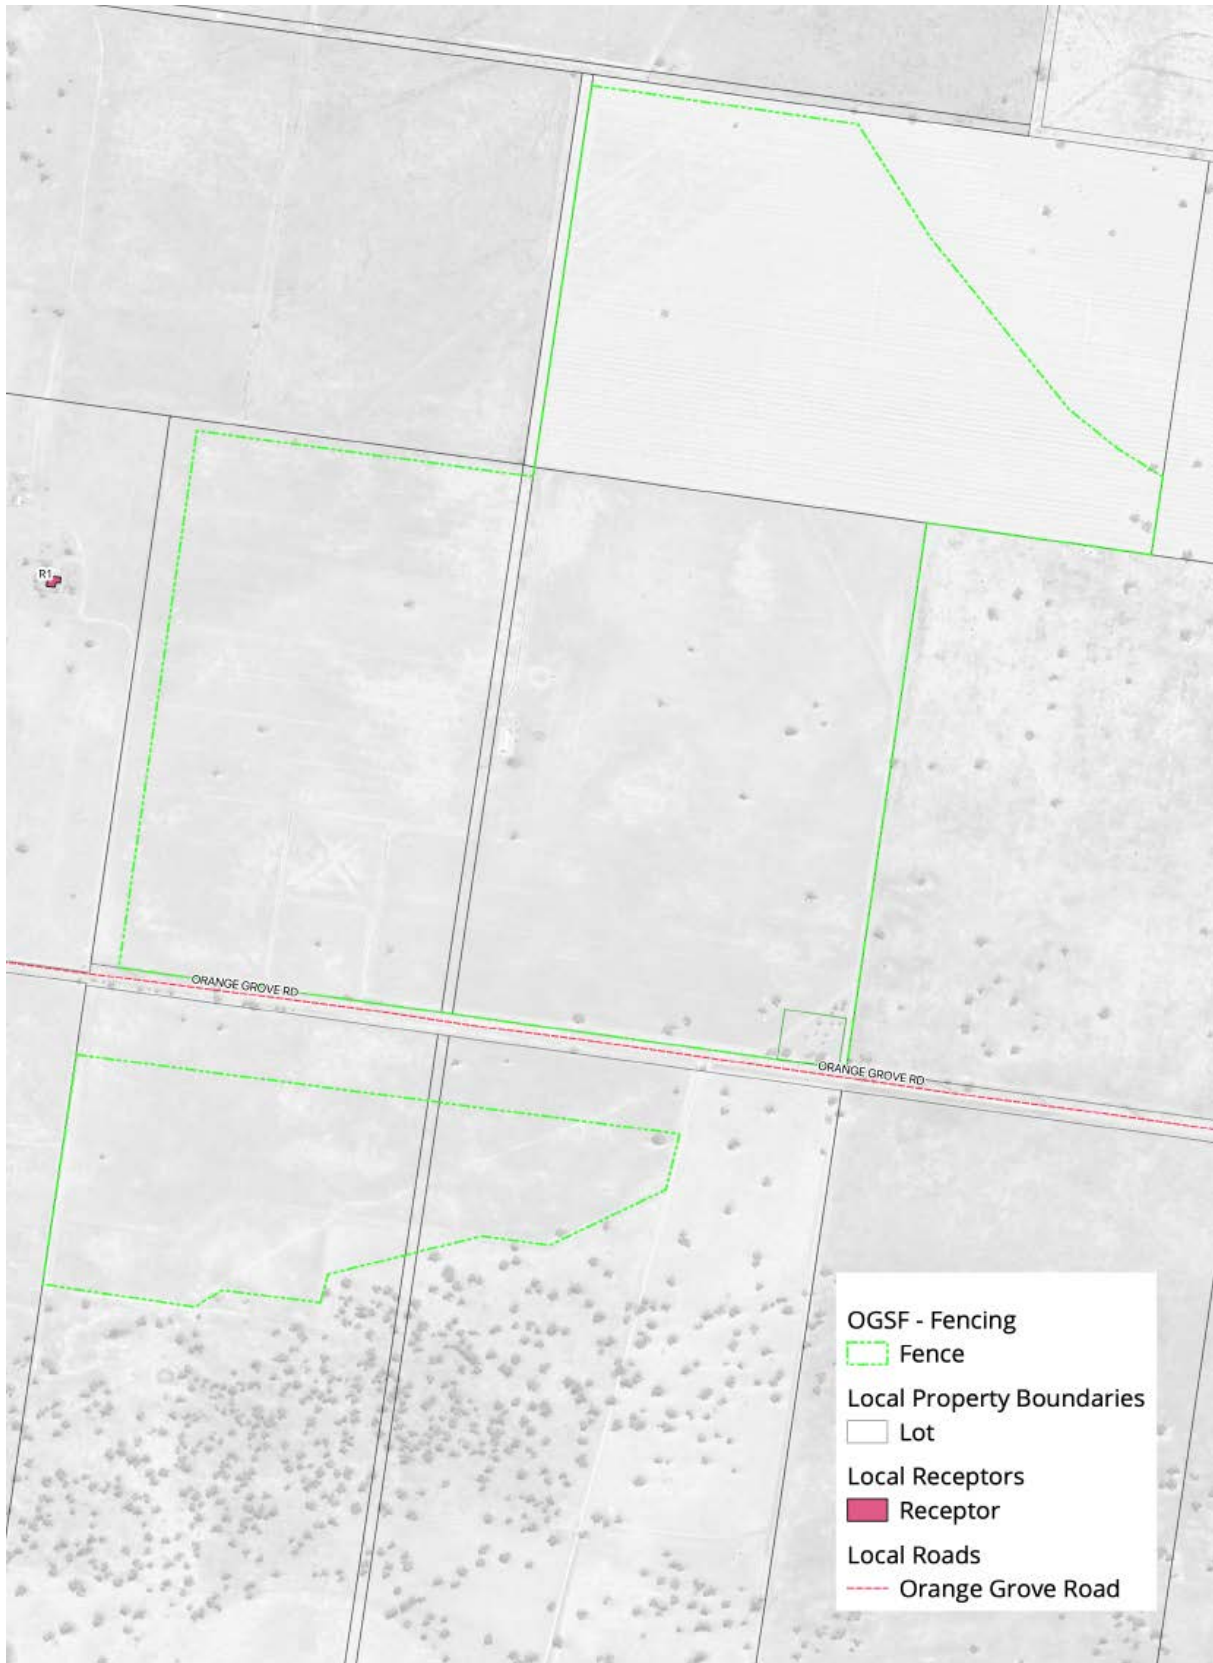 R1
ORANGE GROVE RD
ORANGE GROVE RD
OGSF - Fencing
Fence
Local Property Boundaries
Lot
Local Receptors
Receptor
Local Roads
Orange Grove Road